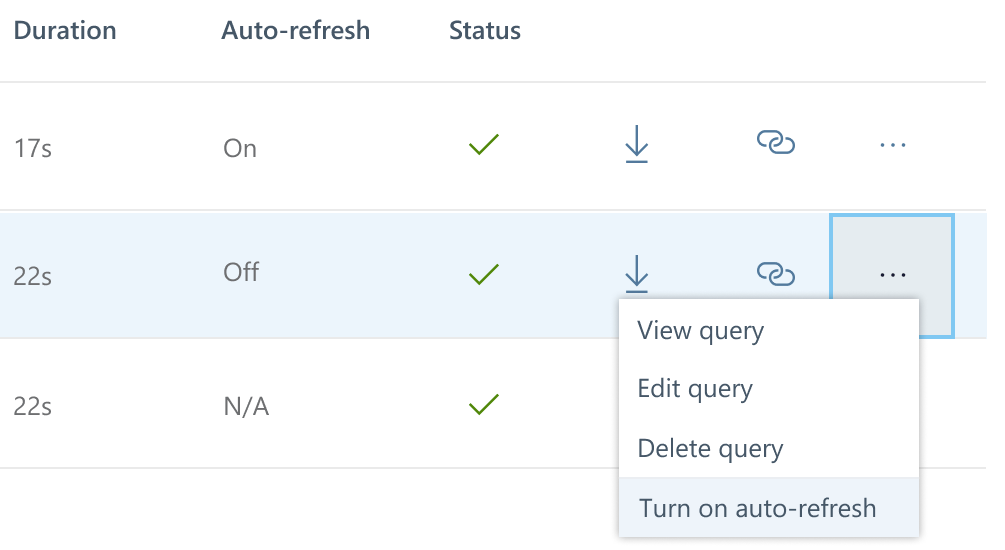 Duration Auto-refresh Status
17s On ...
22s Off ...
View query
Edit query
22s N/A
Delete query
Turn on auto-refresh